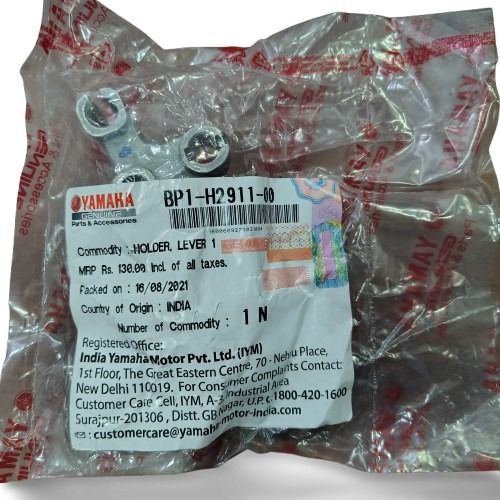 YAMAHA
GENUINE
Parts & Accessories
BP1-H2911-00
Commodity : HOLDER, LEVER 1
MRP Rs. 130.00 Incl. of all taxes.
Packed on : 16/08/2021
Country of Origin : INDIA
Number of Commodity : 1 N
Registered Office:
India Yamaha Motor Pvt. Ltd. (IYM)
1st Floor, The Great Eastern Centre, 70 - Nehru Place,
New Delhi 110019. For Consumer Complaints Contact:
Customer Care Cell, IYM, A-3, Industrial Area
Surajpur-201306 , Distt. GB Nagar, U.P. 1800-420-1600
: customercare@yamaha-motor-india.com